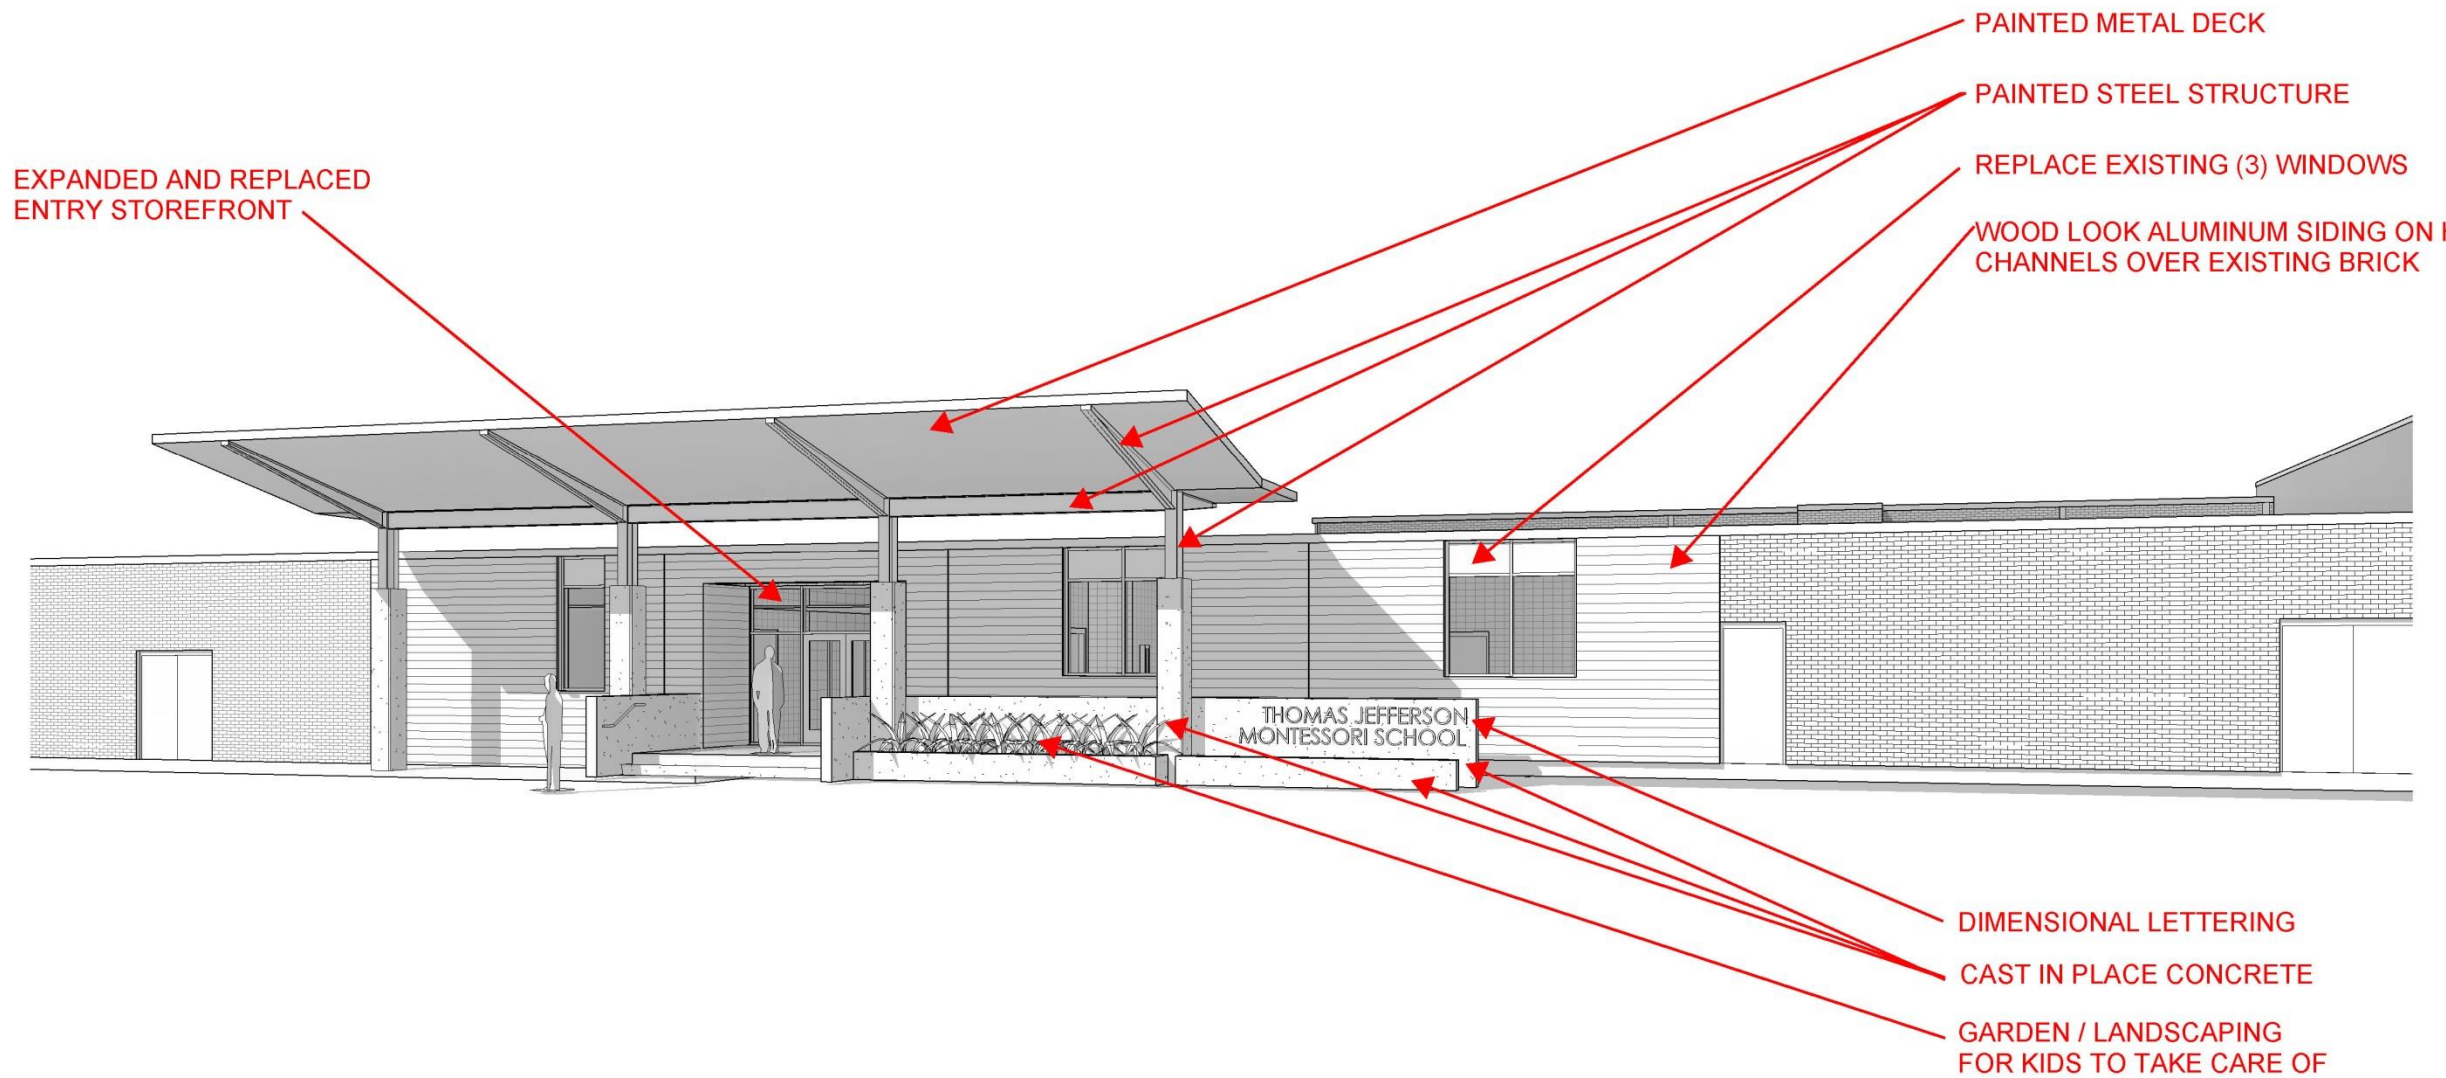 PAINTED METAL DECK
PAINTED STEEL STRUCTURE
EXPANDED AND REPLACED
ENTRY STOREFRONT
REPLACE EXISTING (3) WINDOWS
WOOD LOOK ALUMINUM SIDING ON
CHANNELS OVER EXISTING BRICK
THOMAS JEFFERSON
MONTESSORI SCHOOL
DIMENSIONAL LETTERING
CAST IN PLACE CONCRETE
GARDEN / LANDSCAPING
FOR KIDS TO TAKE CARE OF